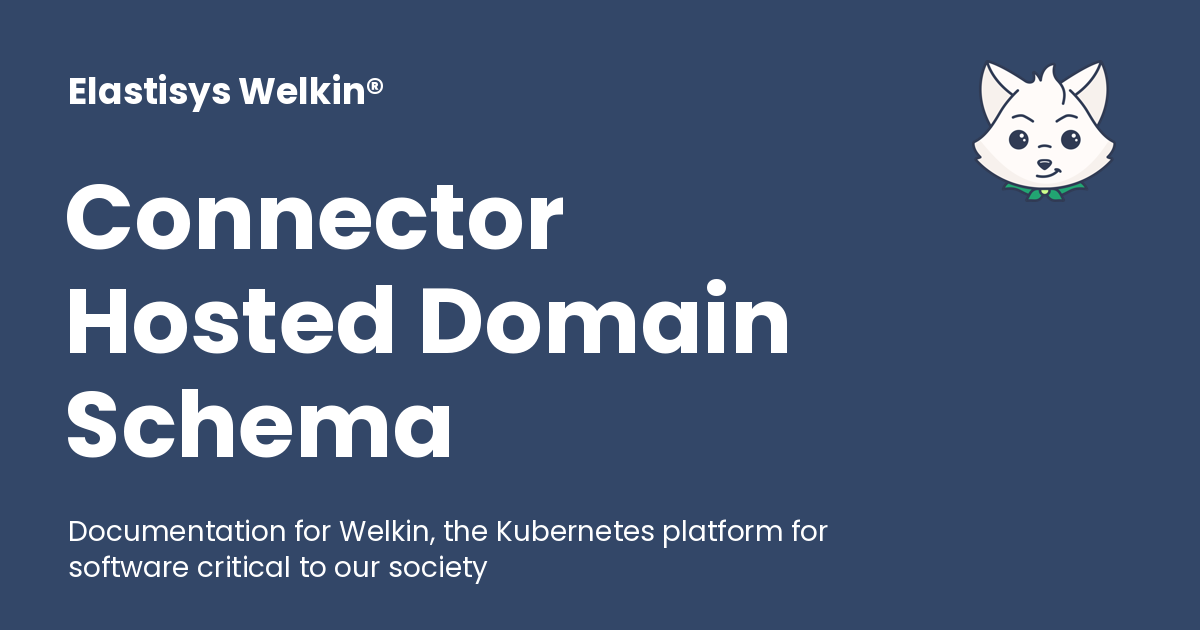 Elastisys Welkin®
Connector
Hosted Domain
Schema
Documentation for Welkin, the Kubernetes platform for
software critical to our society